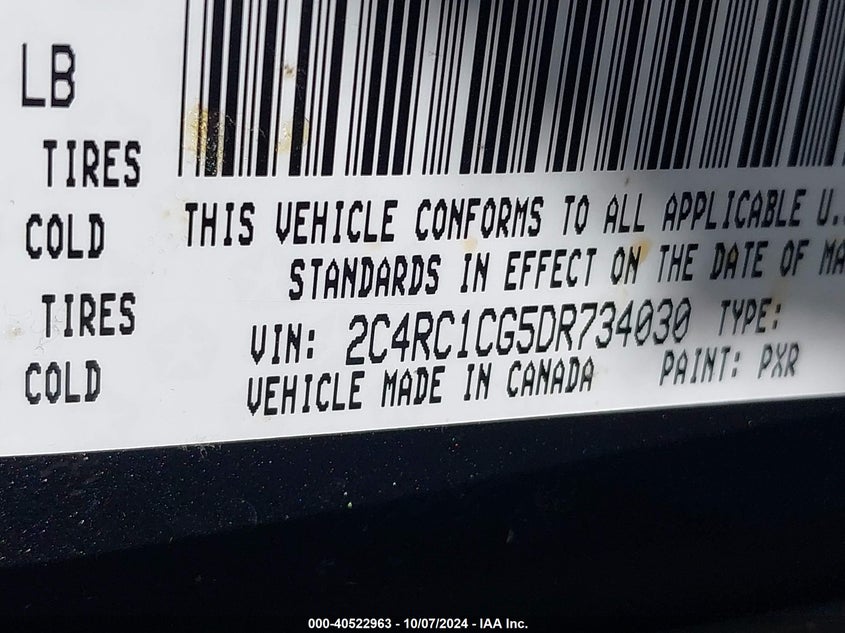 LB
TIRES
COLD
TIRES
COLD
THIS VEHICLE CONFORMS TO ALL APPLICABLE U.
STANDARDS IN EFFECT ON THE DATE OF MA
VIN: 2C4RC1CG5DR734030 TYPE:
VEHICLE MADE IN CANADA PAINT: PXR
000-40522963 - 10/07/2024 - IAA Inc.